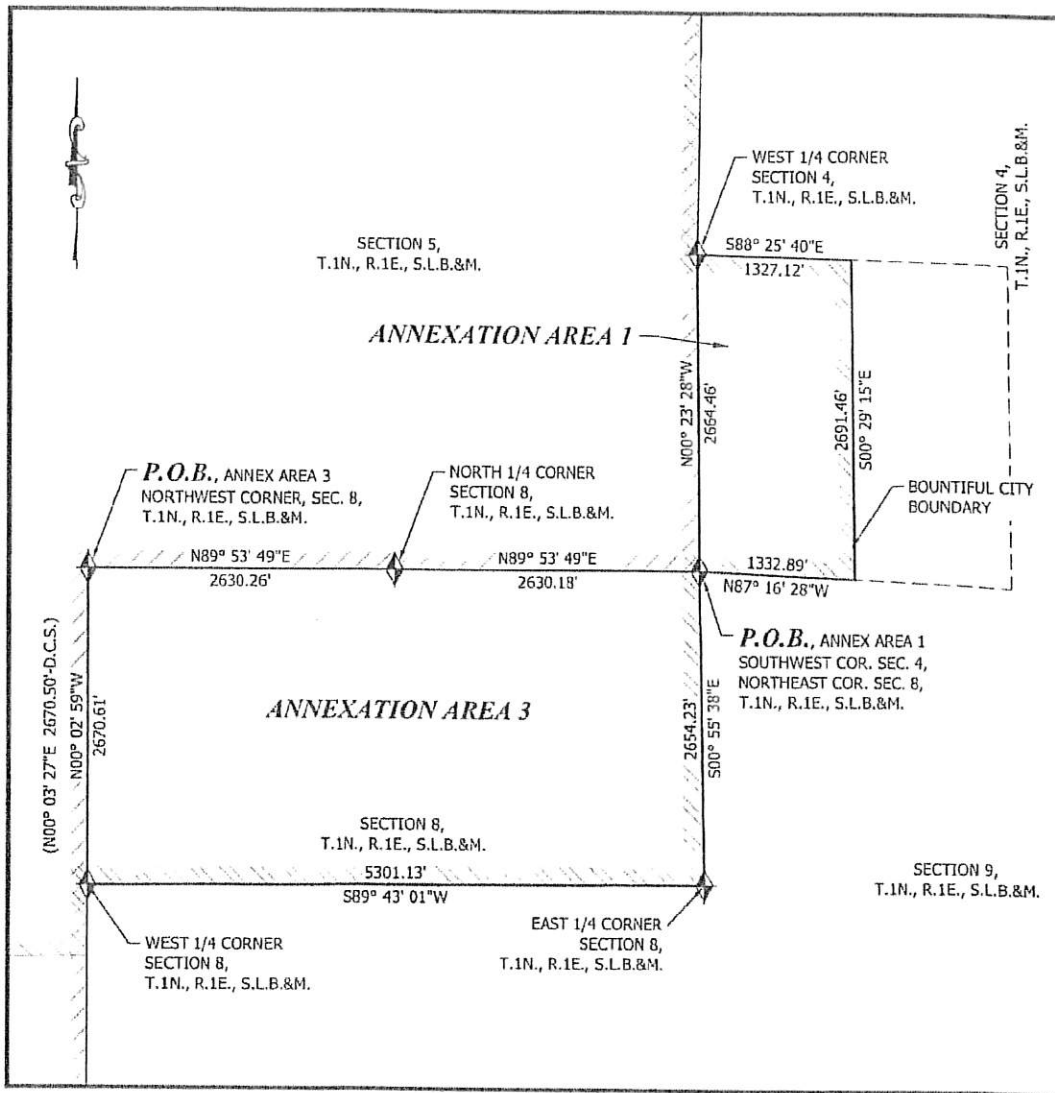 WEST 1/4 CORNER
SECTION 4,
T.1N., R.1E., S.L.B.&M.
SECTION 4,
T.1N., R.1E., S.L.B.&M.
SECTION 5,
T.1N., R.1E., S.L.B.&M.
S88° 25' 40"E
1327.12'
ANNEXATION AREA 1
N00° 23' 28"W
2664.46'
2691.46'
S00° 29' 15"E
P.O.B., ANNEX AREA 3
NORTHWEST CORNER, SEC. 8,
T.1N., R.1E., S.L.B.&M.
NORTH 1/4 CORNER
SECTION 8,
T.1N., R.1E., S.L.B.&M.
BOUNTIFUL CITY
BOUNDARY
N89° 53' 49"E
2630.26'
N89° 53' 49"E
2630.18'
1332.89'
N87° 16' 28"W
P.O.B., ANNEX AREA 1
SOUTHWEST COR. SEC. 4,
NORTHEAST COR. SEC. 8,
T.1N., R.1E., S.L.B.&M.
(N00° 03' 27"E 2670.50'-D.C.S.)
N00° 02' 59"W
2670.61'
ANNEXATION AREA 3
2654.23'
S00° 55' 38"E
SECTION 8,
T.1N., R.1E., S.L.B.&M.
5301.13'
S89° 43' 01"W
SECTION 9,
T.1N., R.1E., S.L.B.&M.
WEST 1/4 CORNER
SECTION 8,
T.1N., R.1E., S.L.B.&M.
EAST 1/4 CORNER
SECTION 8,
T.1N., R.1E., S.L.B.&M.